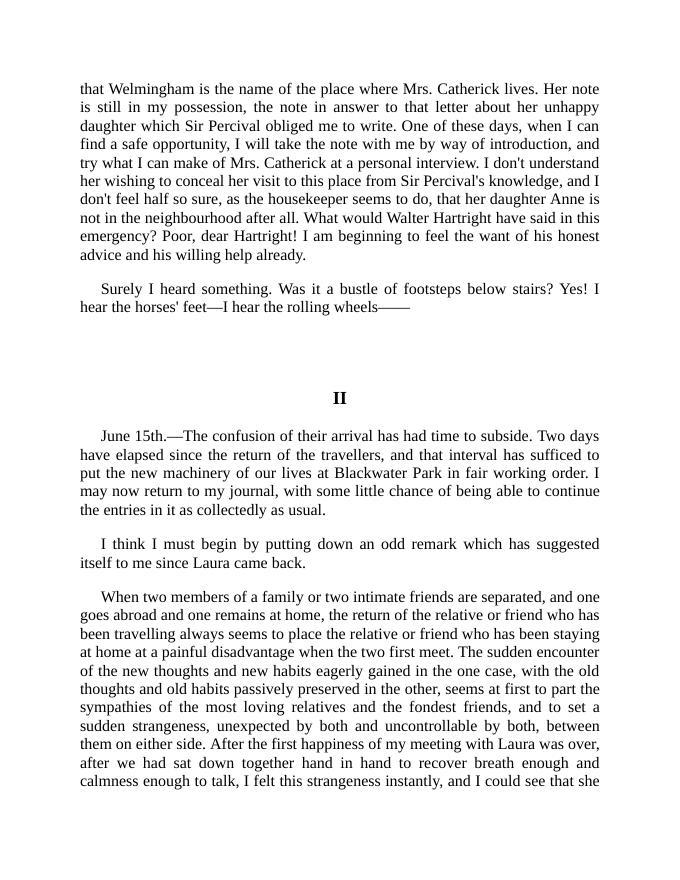 that Welmingham is the name of the place where Mrs. Catherick lives. Her note
is still in my possession, the note in answer to that letter about her unhappy
daughter which Sir Percival obliged me to write. One of these days, when I can
find a safe opportunity, I will take the note with me by way of introduction, and
try what I can make of Mrs. Catherick at a personal interview. I don't understand
her wishing to conceal her visit to this place from Sir Percival's knowledge, and I
don't feel half so sure, as the housekeeper seems to do, that her daughter Anne is
not in the neighbourhood after all. What would Walter Hartright have said in this
emergency? Poor, dear Hartright! I am beginning to feel the want of his honest
advice and his willing help already.
Surely I heard something. Was it a bustle of footsteps below stairs? Yes! I
hear the horses' feet—I hear the rolling wheels——
II
June 15th.—The confusion of their arrival has had time to subside. Two days
have elapsed since the return of the travellers, and that interval has sufficed to
put the new machinery of our lives at Blackwater Park in fair working order. I
may now return to my journal, with some little chance of being able to continue
the entries in it as collectedly as usual.
I think I must begin by putting down an odd remark which has suggested
itself to me since Laura came back.
When two members of a family or two intimate friends are separated, and one
goes abroad and one remains at home, the return of the relative or friend who has
been travelling always seems to place the relative or friend who has been staying
at home at a painful disadvantage when the two first meet. The sudden encounter
of the new thoughts and new habits eagerly gained in the one case, with the old
thoughts and old habits passively preserved in the other, seems at first to part the
sympathies of the most loving relatives and the fondest friends, and to set a
sudden strangeness, unexpected by both and uncontrollable by both, between
them on either side. After the first happiness of my meeting with Laura was over,
after we had sat down together hand in hand to recover breath enough and
calmness enough to talk, I felt this strangeness instantly, and I could see that she